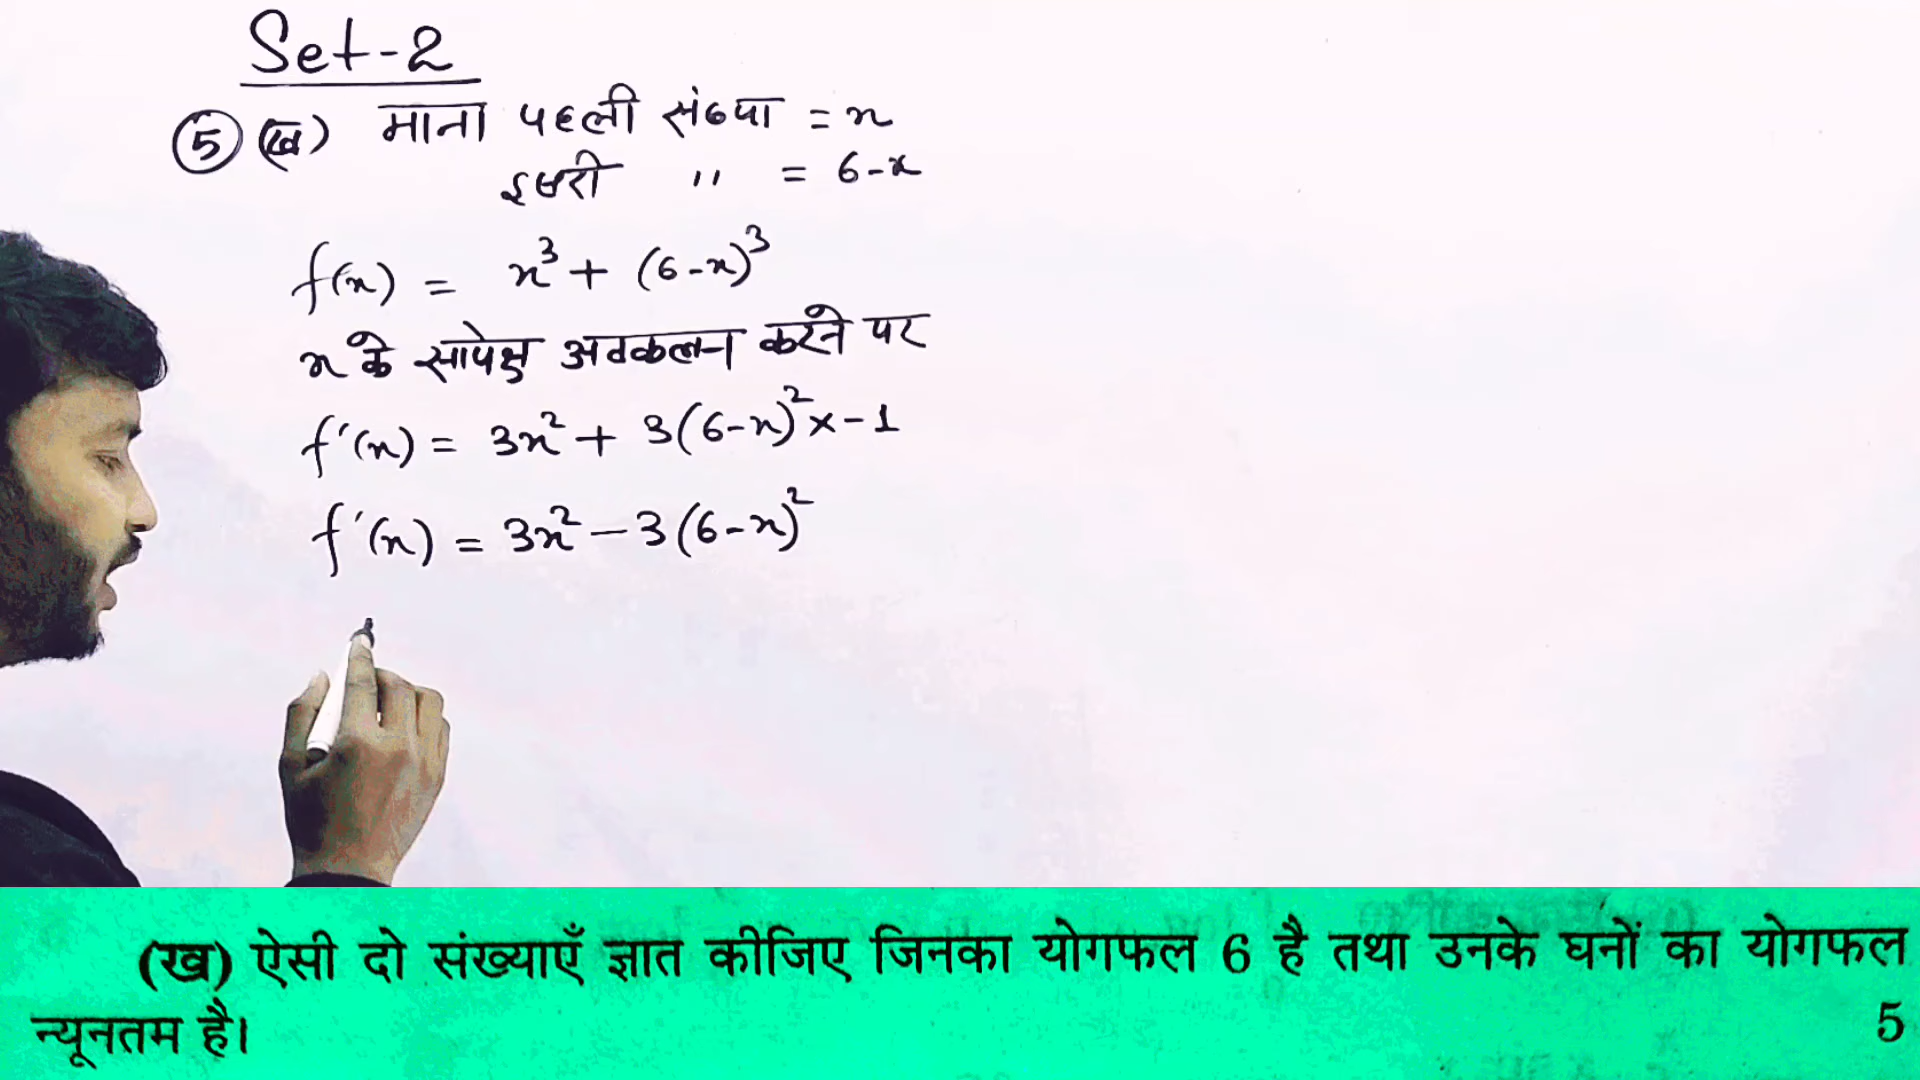 Set-2
⑤ (ख) माना पहली संख्या = x
दूसरी " = 6-x
f(x) = x³ + (6-x)³
x के सापेक्ष अवकलन करने पर
f'(x) = 3x² + 3(6-x)² x - 1
f'(x) = 3x² - 3(6-x)²
(ख) ऐसी दो संख्याएँ ज्ञात कीजिए जिनका योगफल 6 है तथा उनके घनों का योगफल
न्यूनतम है। 5